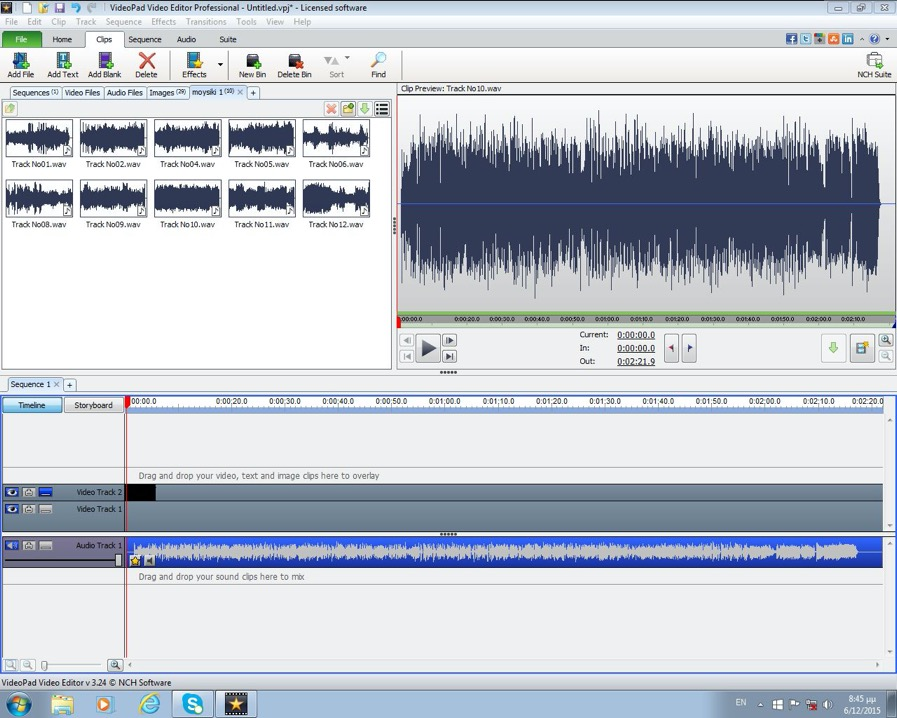 VideoPad Video Editor Professional - Untitled.vpj* - Licensed software
File Edit Clip Track Sequence Effects Transitions Tools View Help
File Home Clips Sequence Audio Suite
Add File Add Text Add Blank Delete Effects New Bin Delete Bin Sort Find NCH Suite
Sequences (1) Video Files Audio Files Images (29) moysiki 1 (10) +
Clip Preview: Track No10.wav
Track No01.wav Track No02.wav Track No04.wav Track No05.wav Track No06.wav
Track No08.wav Track No09.wav Track No10.wav Track No11.wav Track No12.wav
0:00:00.0 0:00:20.0 0:00:30.0 0:00:50.0 0:01:00.0 0:01:10.0 0:01:20.0 0:01:30.0 0:01:40.0 0:01:50.0 0:02:00.0 0:02:10.0
Current: 0:00:00.0
In: 0:00:00.0
Out: 0:02:21.9
Sequence 1 +
Timeline Storyboard
:00:00.0 0:00:20.0 0:00:30.0 0:00:40.0 0:00:50.0 0:01:00.0 0:01:10.0 0:01:20.0 0:01:30.0 0:01:40.0 0:01:50.0 0:02:00.0 0:02:10.0 0:02:20.0
Drag and drop your video, text and image clips here to overlay
Video Track 2
Video Track 1
Audio Track 1
Drag and drop your sound clips here to mix
VideoPad Video Editor v 3.24 © NCH Software
EN
8:45 μμ
6/12/2015